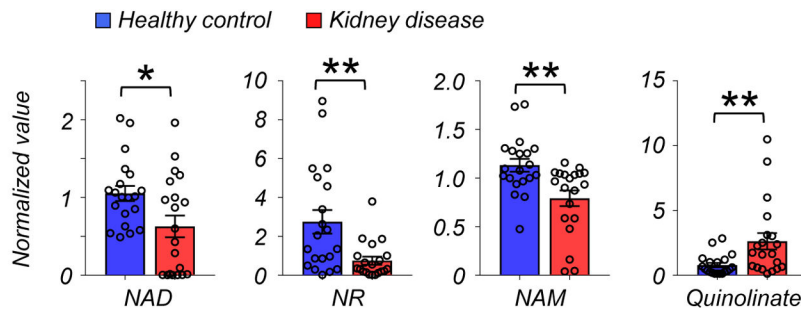 Healthy control Kidney disease
Normalized value
* ** ** **
2
1
0
NAD
10
8
6
4
2
0
NR
2.0
1.5
1.0
0.5
0
NAM
15
10
5
0
Quinolinate